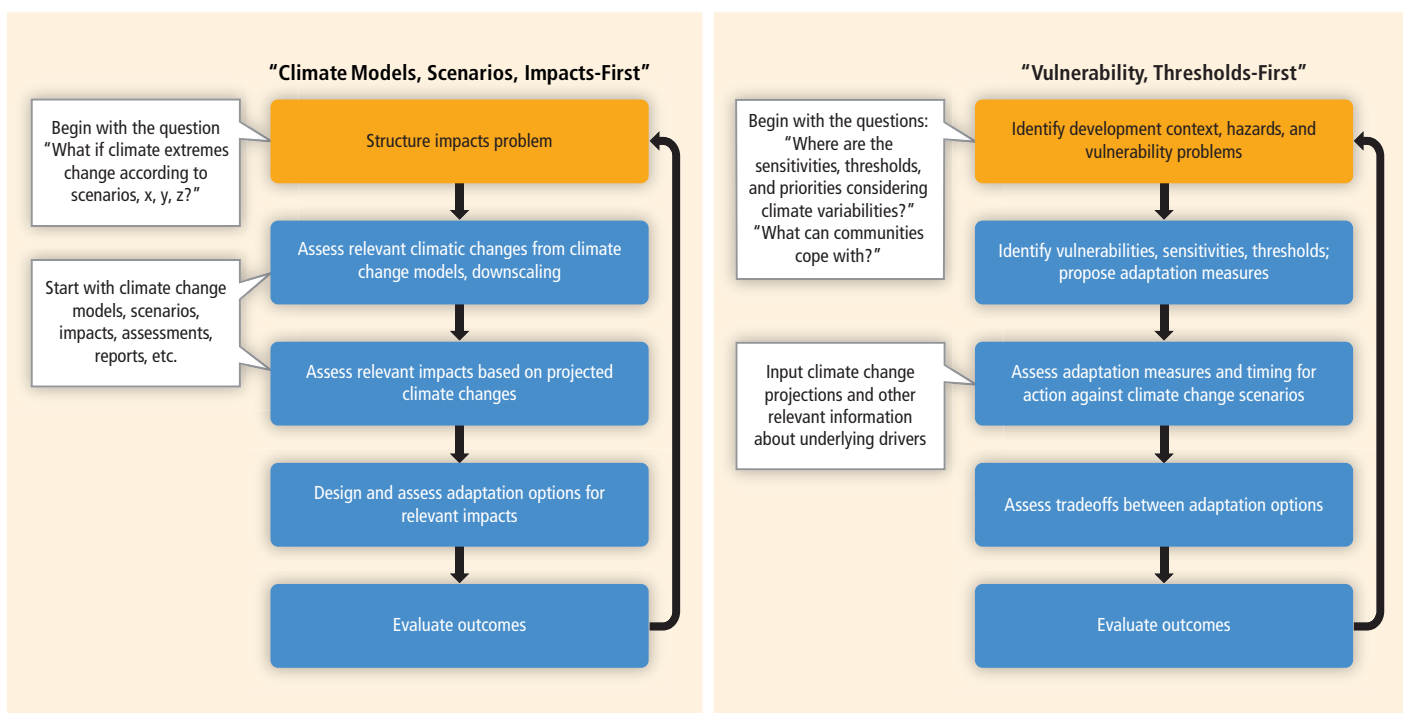 “Climate Models, Scenarios, Impacts-First”
Begin with the question
“What if climate extremes
change according to
scenarios, x, y, z?”
Structure impacts problem
Assess relevant climatic changes from climate
change models, downscaling
Start with climate change
models, scenarios,
impacts, assessments,
reports, etc.
Assess relevant impacts based on projected
climate changes
Design and assess adaptation options for
relevant impacts
Evaluate outcomes
“Vulnerability, Thresholds-First”
Begin with the questions:
“Where are the
sensitivities, thresholds,
and priorities considering
climate variabilities?”
“What can communities
cope with?”
Identify development context, hazards, and
vulnerability problems
Identify vulnerabilities, sensitivities, thresholds;
propose adaptation measures
Input climate change
projections and other
relevant information
about underlying drivers
Assess adaptation measures and timing for
action against climate change scenarios
Assess tradeoffs between adaptation options
Evaluate outcomes